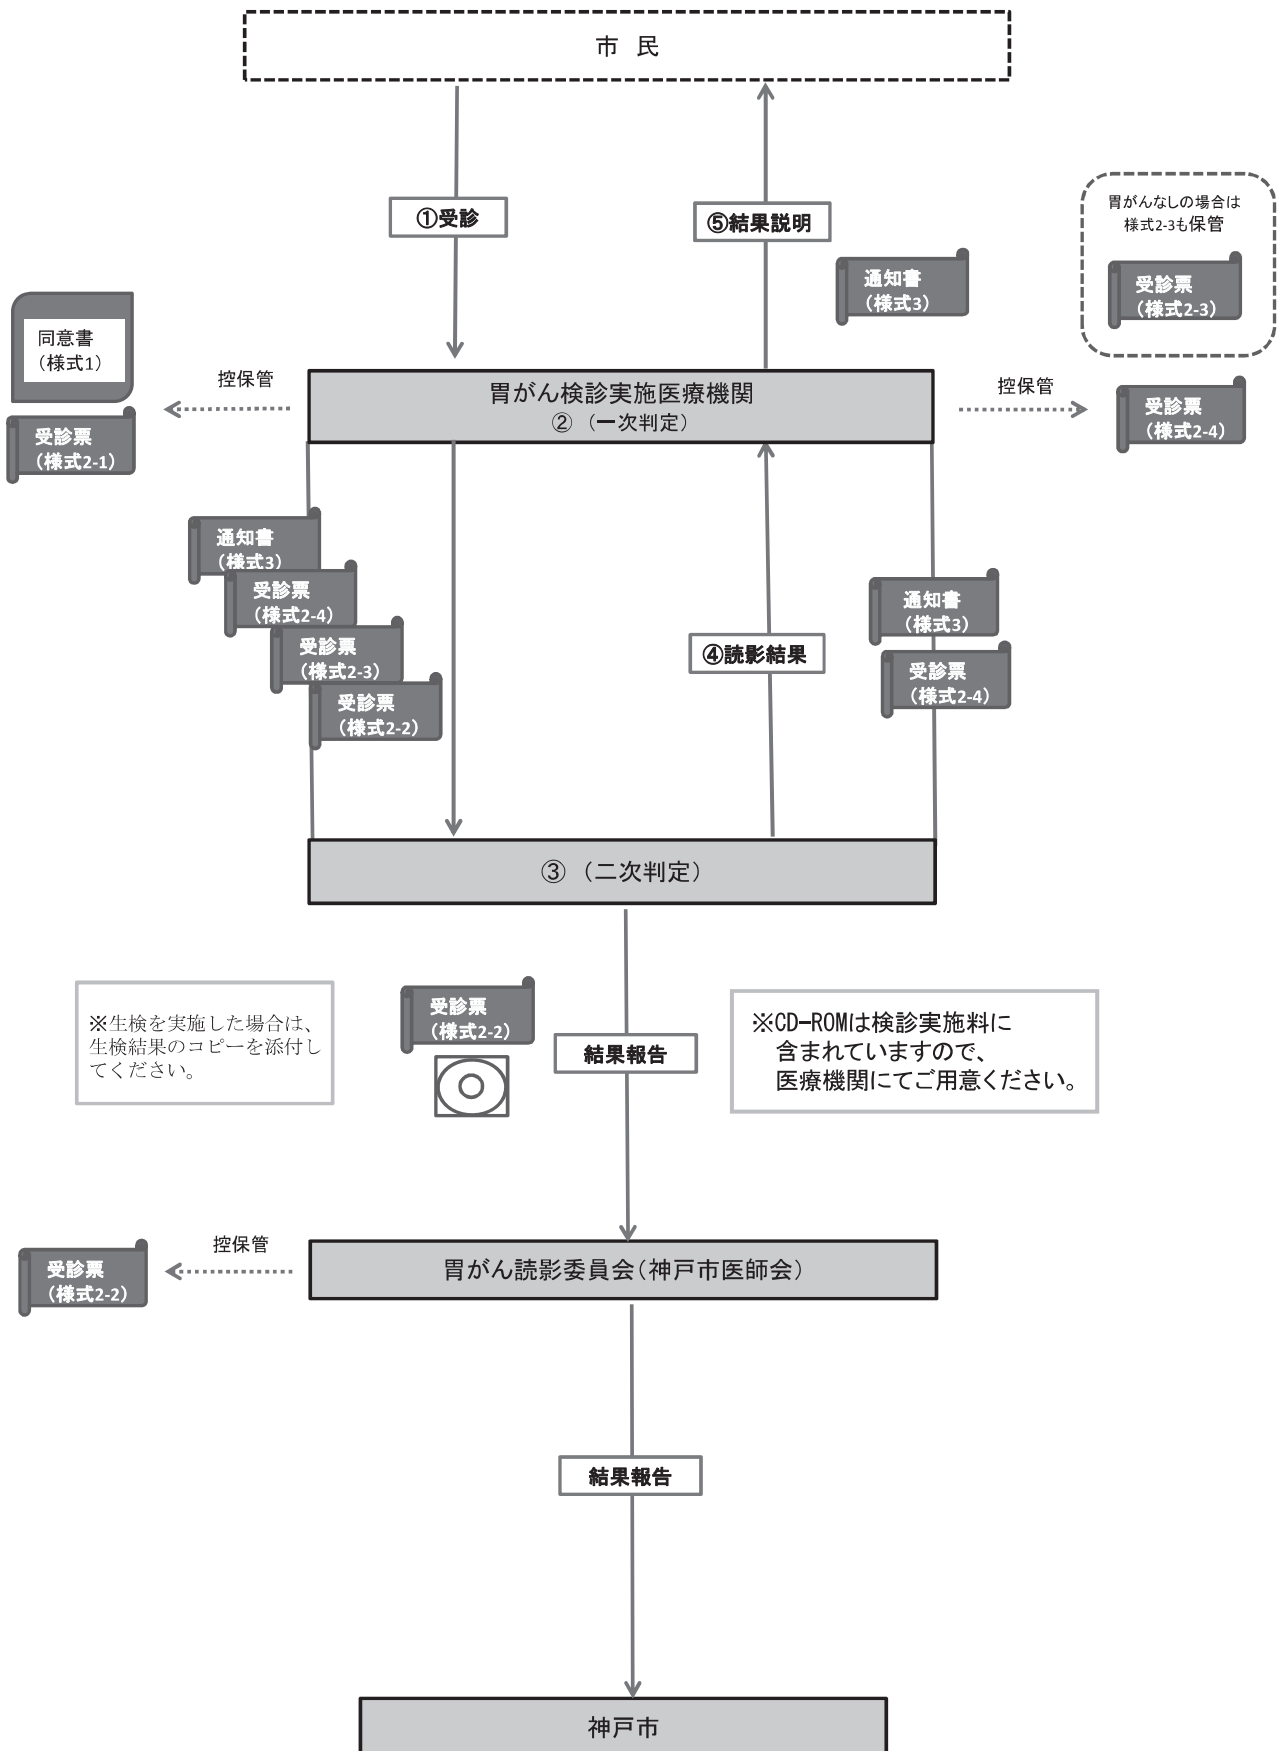 市 民
①受診
⑤結果説明
胃がんなしの場合は
様式2-3も保管
通知書
(様式3)
受診票
(様式2-3)
同意書
(様式1)
控保管
胃がん検診実施医療機関
②（一次判定）
控保管
受診票
(様式2-1)
受診票
(様式2-4)
通知書
(様式3)
受診票
(様式2-4)
受診票
(様式2-3)
受診票
(様式2-2)
④読影結果
通知書
(様式3)
受診票
(様式2-4)
③（二次判定）
※生検を実施した場合は、
生検結果のコピーを添付し
てください。
受診票
(様式2-2)
結果報告
※CD-ROMは検診実施料に
含まれていますので、
医療機関にてご用意ください。
受診票
(様式2-2)
控保管
胃がん読影委員会(神戸市医師会)
結果報告
神戸市